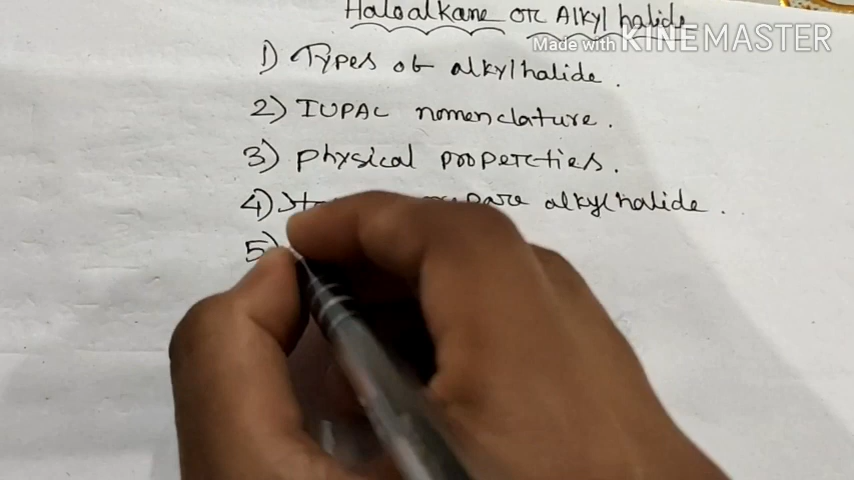 Haloalkane or Alkyl halide
Made with KINEMASTER
1) Types of alkylhalide.
2) IUPAC nomenclature.
3) Physical properties.
4) alkylhalide.
5)